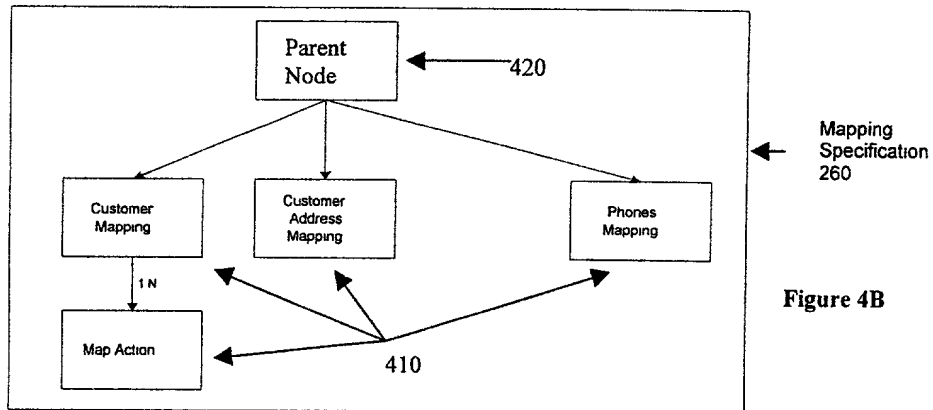 Parent
Node
420
Mapping
Specification
260
Customer
Mapping
Customer
Address
Mapping
Phones
Mapping
1 N
Figure 4B
Map Action
410